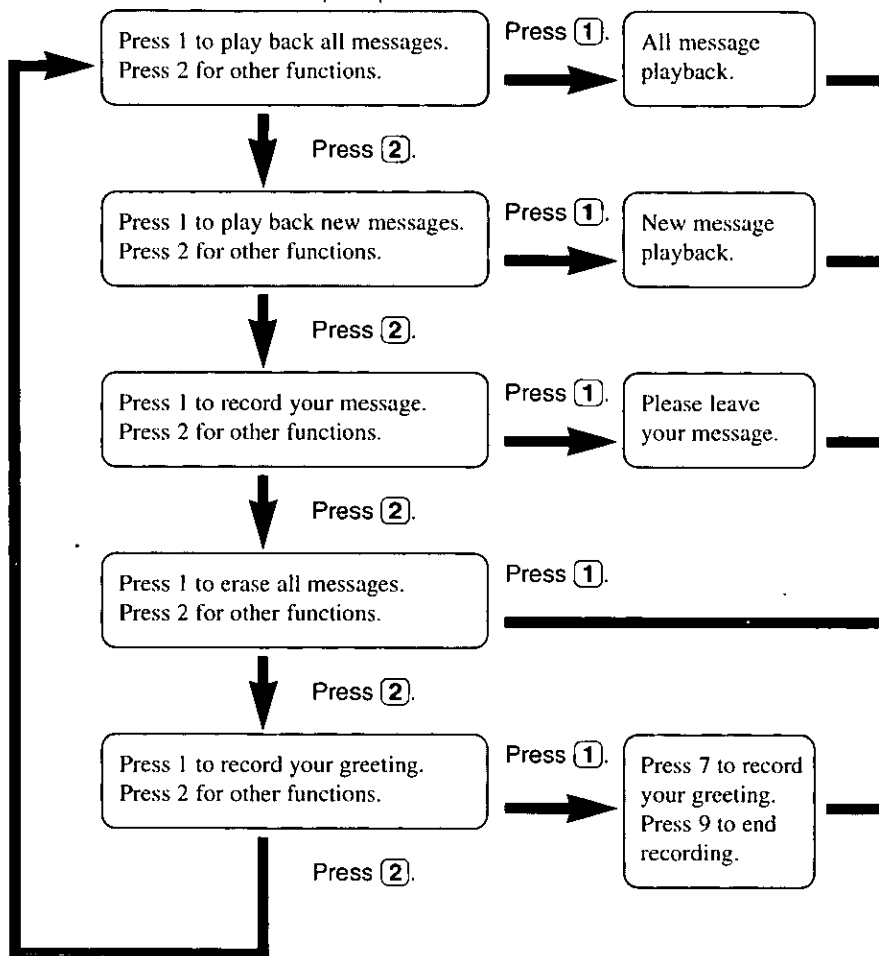 Press 1 to play back all messages.
Press 2 for other functions.
Press 1.
All message
playback.
Press 2.
Press 1 to play back new messages.
Press 2 for other functions.
Press 1.
New message
playback.
Press 2.
Press 1 to record your message.
Press 2 for other functions.
Press 1.
Please leave
your message.
Press 2.
Press 1 to erase all messages.
Press 2 for other functions.
Press 1.
Press 2.
Press 1 to record your greeting.
Press 2 for other functions.
Press 1.
Press 7 to record
your greeting.
Press 9 to end
recording.
Press 2.